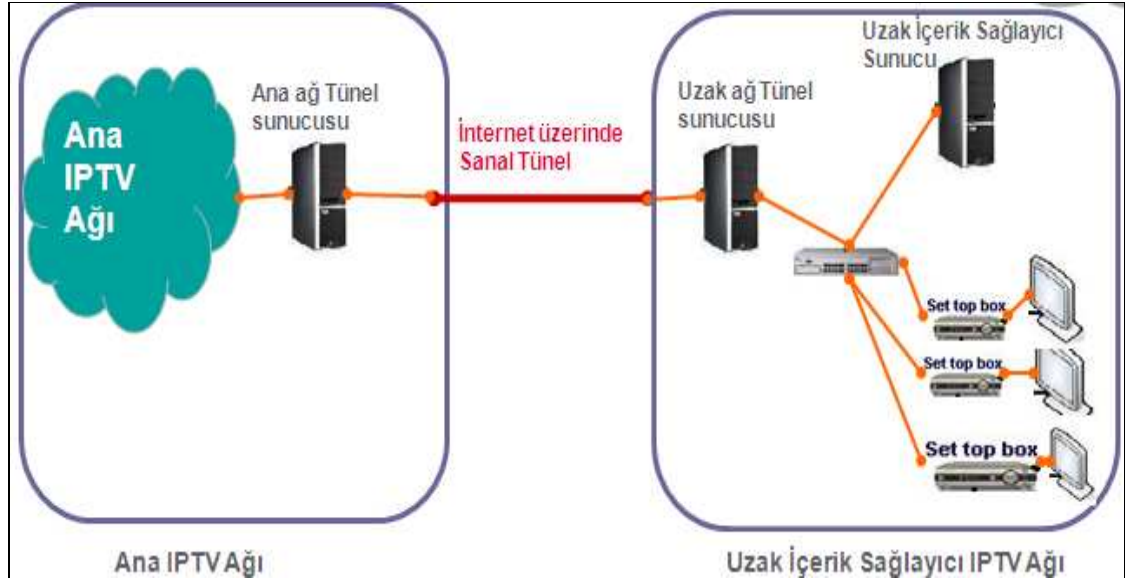 Ana
IPTV
Ağı
Ana ağ Tünel
sunucusu
İnternet üzerinde
Sanal Tünel
Uzak ağ Tünel
sunucusu
Uzak İçerik Sağlayıcı
Sunucu
Set top box
Set top box
Set top box
Ana IPTV Ağı
Uzak İçerik Sağlayıcı IPTV Ağı